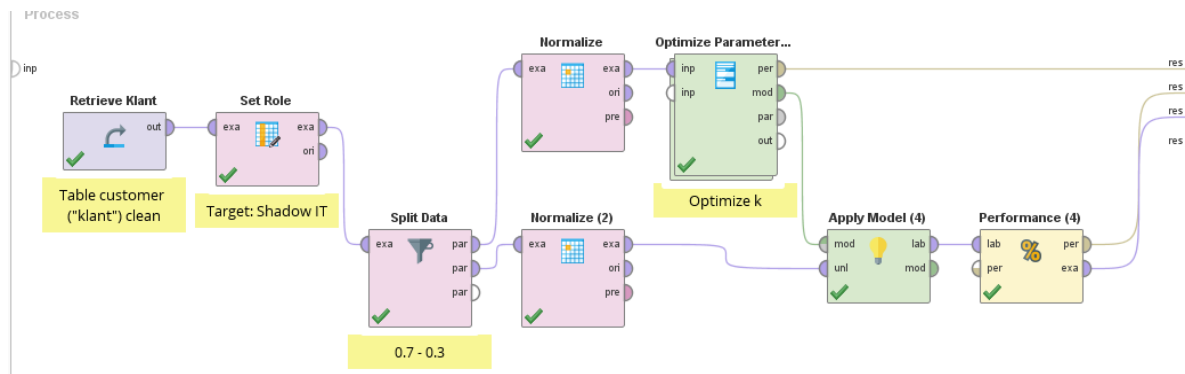 Process
inp
Retrieve Klant
out
Table customer
("klant") clean
Set Role
exa
exa
ori
Target: Shadow IT
Split Data
exa
par
par
par
0.7 - 0.3
Normalize
exa
exa
ori
pre
Normalize (2)
exa
exa
ori
pre
Optimize Parameter...
inp
inp
per
mod
par
out
Optimize k
Apply Model (4)
mod
unl
lab
mod
Performance (4)
lab
per
%
per
exa
res
res
res
res